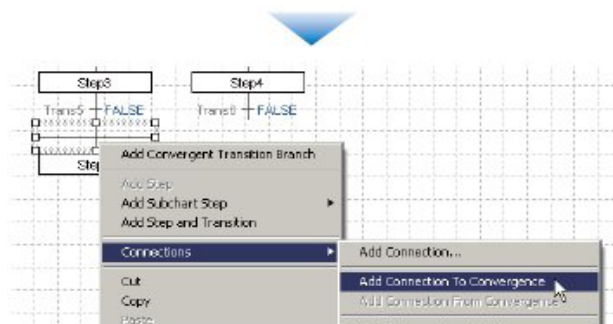 Step3 Step4
Trans5 FALSE Trans6 FALSE
Add Convergent Transition Branch
Add Step
Add Subchart Step
Add Step and Transition
Connections
Add Connection...
Cut
Add Connection To Convergence
Copy
Add Connection From Convergence
Paste